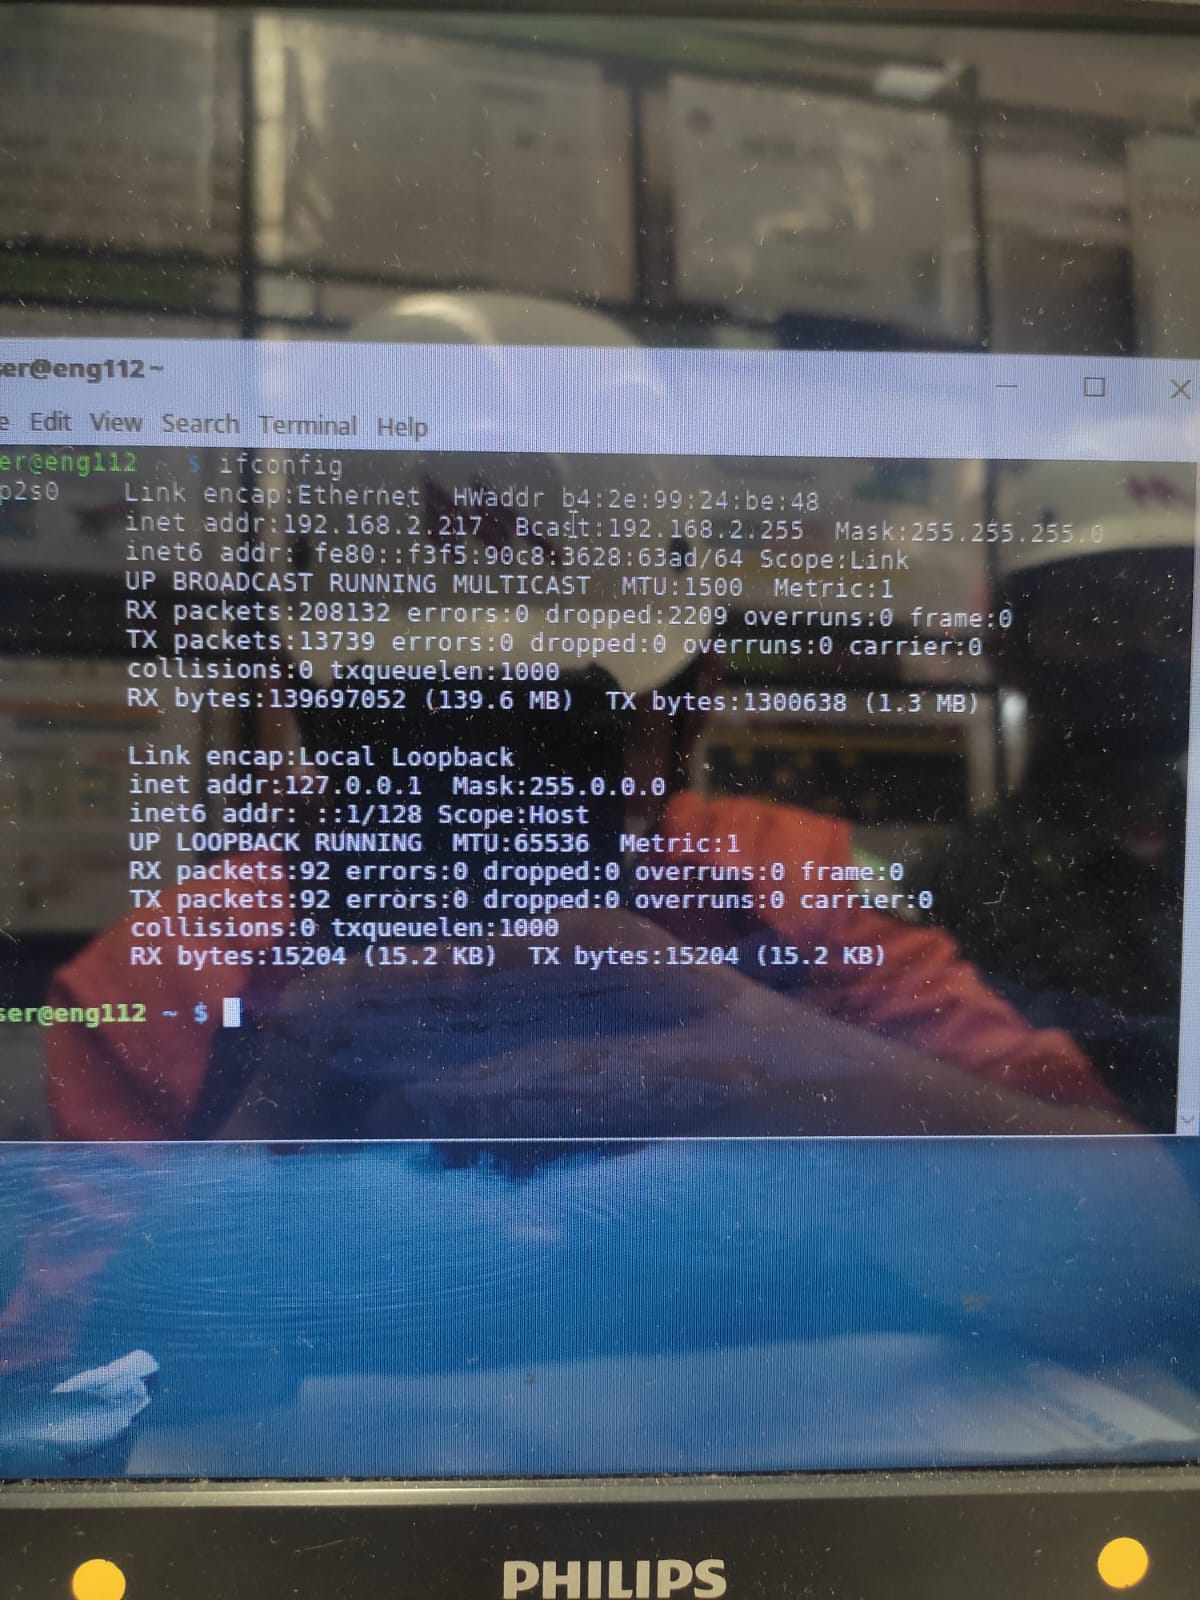 er@eng112 ~
e Edit View Search Terminal Help
er@eng112 ~ $ ifconfig
p2s0 Link encap:Ethernet HWaddr b4:2e:99:24:be:48
inet addr:192.168.2.217 Bcast:192.168.2.255 Mask:255.255.255.0
inet6 addr: fe80::f3f5:90c8:3628:63ad/64 Scope:Link
UP BROADCAST RUNNING MULTICAST MTU:1500 Metric:1
RX packets:208132 errors:0 dropped:2209 overruns:0 frame:0
TX packets:13739 errors:0 dropped:0 overruns:0 carrier:0
collisions:0 txqueuelen:1000
RX bytes:139697052 (139.6 MB) TX bytes:1300638 (1.3 MB)
Link encap:Local Loopback
inet addr:127.0.0.1 Mask:255.0.0.0
inet6 addr: ::1/128 Scope:Host
UP LOOPBACK RUNNING MTU:65536 Metric:1
RX packets:92 errors:0 dropped:0 overruns:0 frame:0
TX packets:92 errors:0 dropped:0 overruns:0 carrier:0
collisions:0 txqueuelen:1000
RX bytes:15204 (15.2 KB) TX bytes:15204 (15.2 KB)
ser@eng112 ~ $
PHILIPS